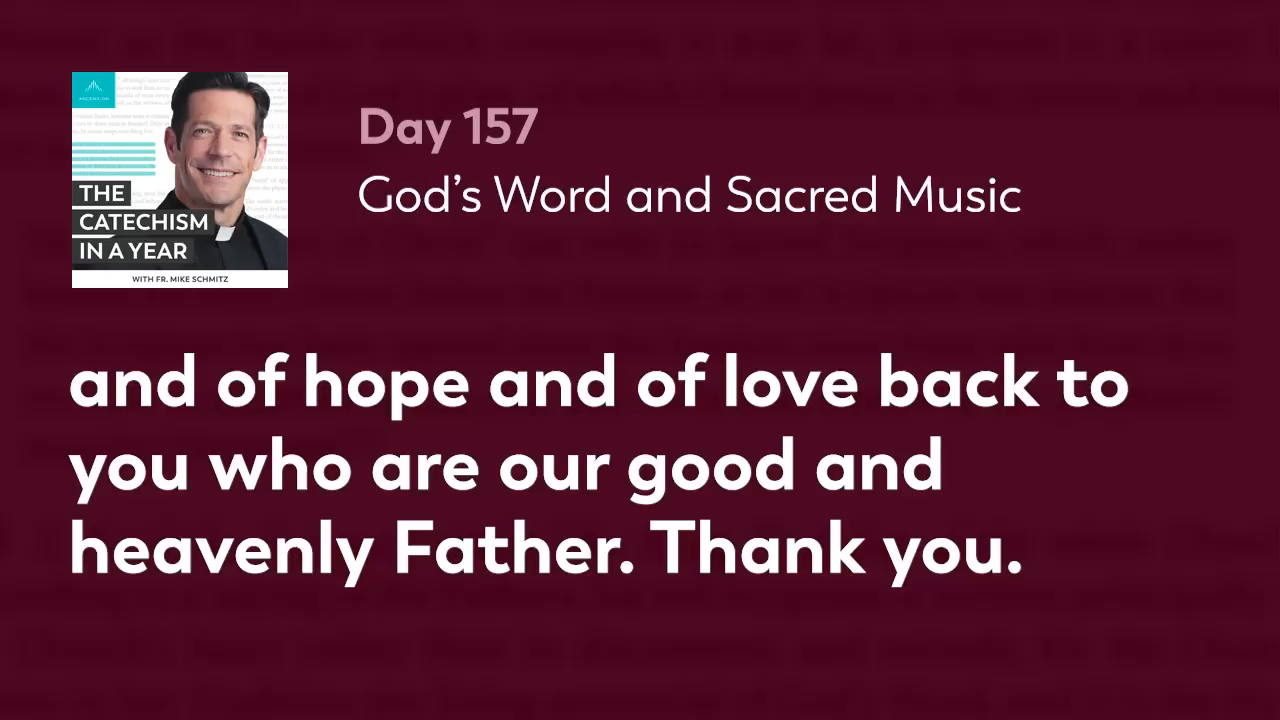 ASCENSION
THE
CATECHISM
IN A YEAR
WITH FR. MIKE SCHMITZ
Day 157
God’s Word and Sacred Music
and of hope and of love back to
you who are our good and
heavenly Father. Thank you.